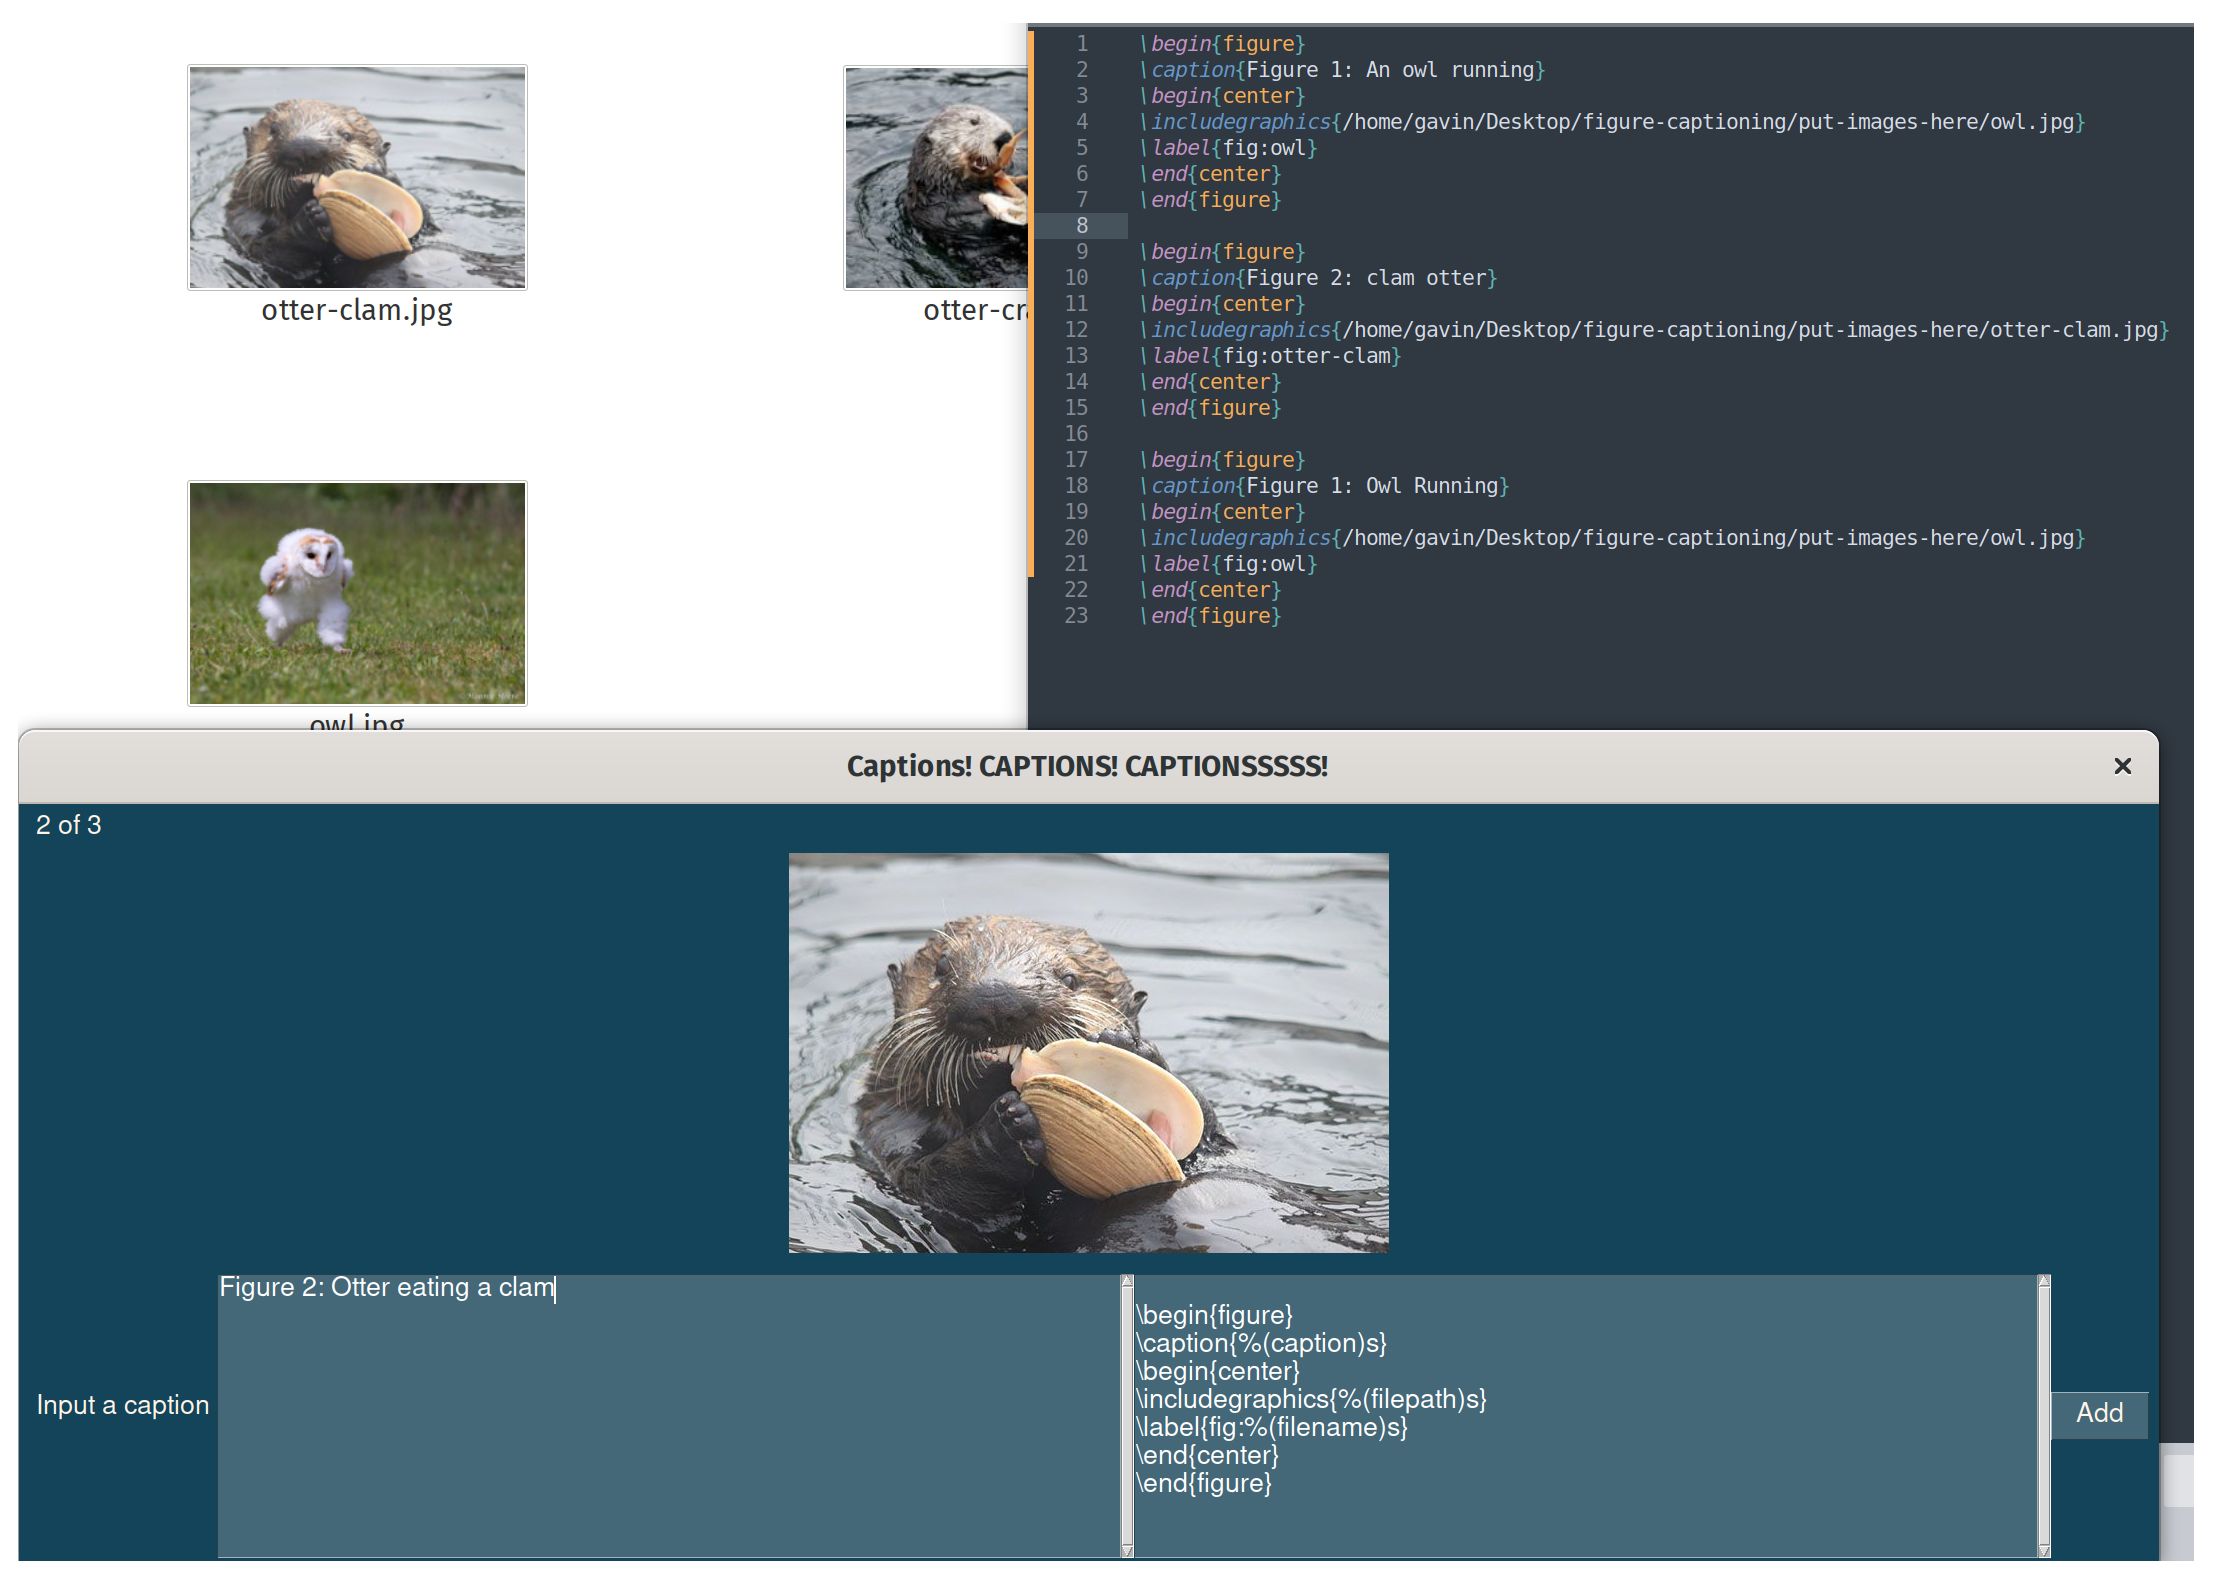 otter-clam.jpg
otter-cr
owl.jpg
1 \begin{figure}
2 \caption{Figure 1: An owl running}
3 \begin{center}
4 \includegraphics{/home/gavin/Desktop/figure-captioning/put-images-here/owl.jpg}
5 \label{fig:owl}
6 \end{center}
7 \end{figure}
8
9 \begin{figure}
10 \caption{Figure 2: clam otter}
11 \begin{center}
12 \includegraphics{/home/gavin/Desktop/figure-captioning/put-images-here/otter-clam.jpg}
13 \label{fig:otter-clam}
14 \end{center}
15 \end{figure}
16
17 \begin{figure}
18 \caption{Figure 1: Owl Running}
19 \begin{center}
20 \includegraphics{/home/gavin/Desktop/figure-captioning/put-images-here/owl.jpg}
21 \label{fig:owl}
22 \end{center}
23 \end{figure}
Captions! CAPTIONS! CAPTIONSSSSS!
2 of 3
Input a caption
Figure 2: Otter eating a clam
\begin{figure}
\caption{%(caption)s}
\begin{center}
\includegraphics{%(filepath)s}
\label{fig:%(filename)s}
\end{center}
\end{figure}
Add